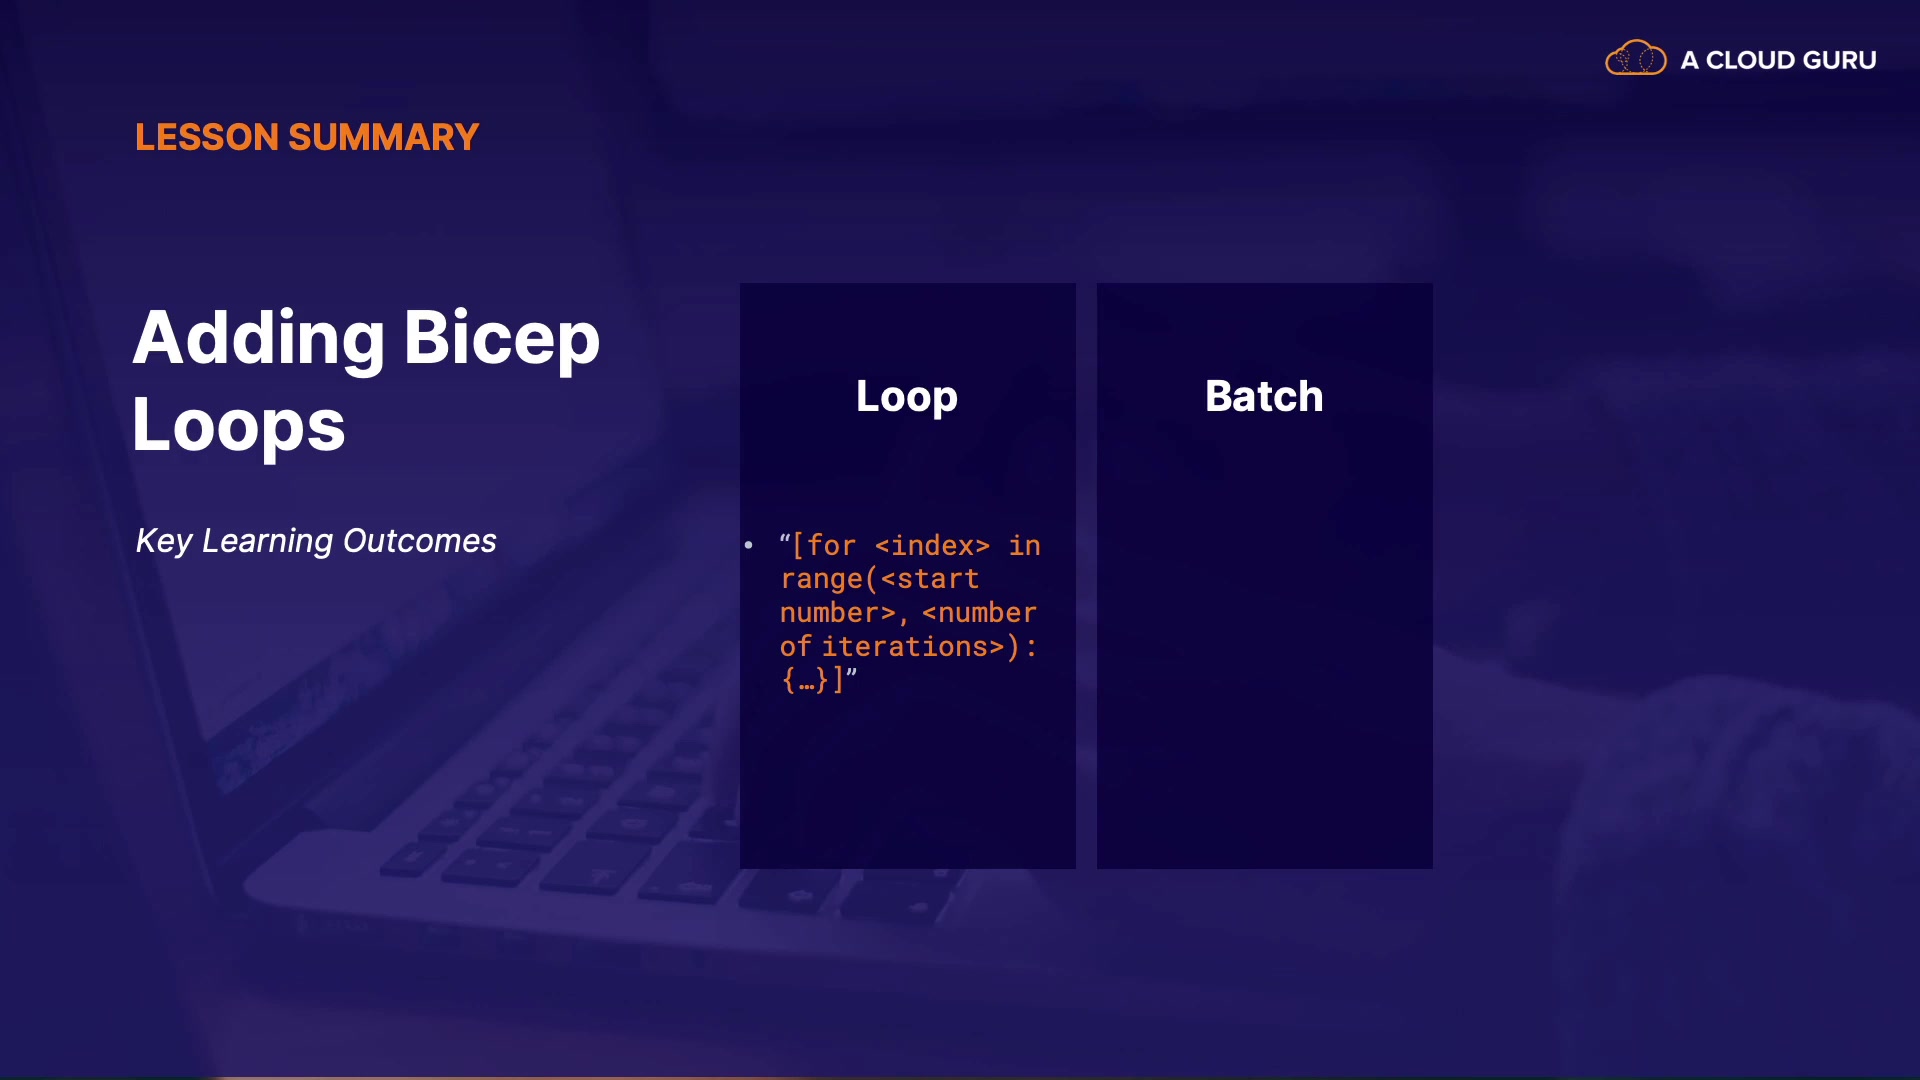 A CLOUD GURU
LESSON SUMMARY
Adding Bicep
Loops
Key Learning Outcomes
Loop
• “[for <index> in
range(<start
number>, <number
of iterations>):
{…}]”
Batch